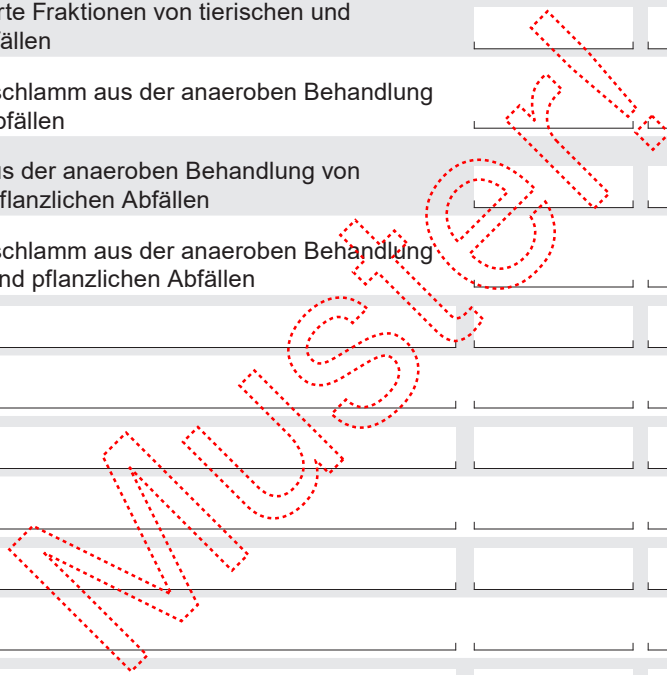 rte Fraktionen von tierischen und
fällen
schlamm aus der anaeroben Behandlung
bfällen
us der anaeroben Behandlung von
flanzlichen Abfällen
schlamm aus der anaeroben Behandlung
nd pflanzlichen Abfällen
Muster!